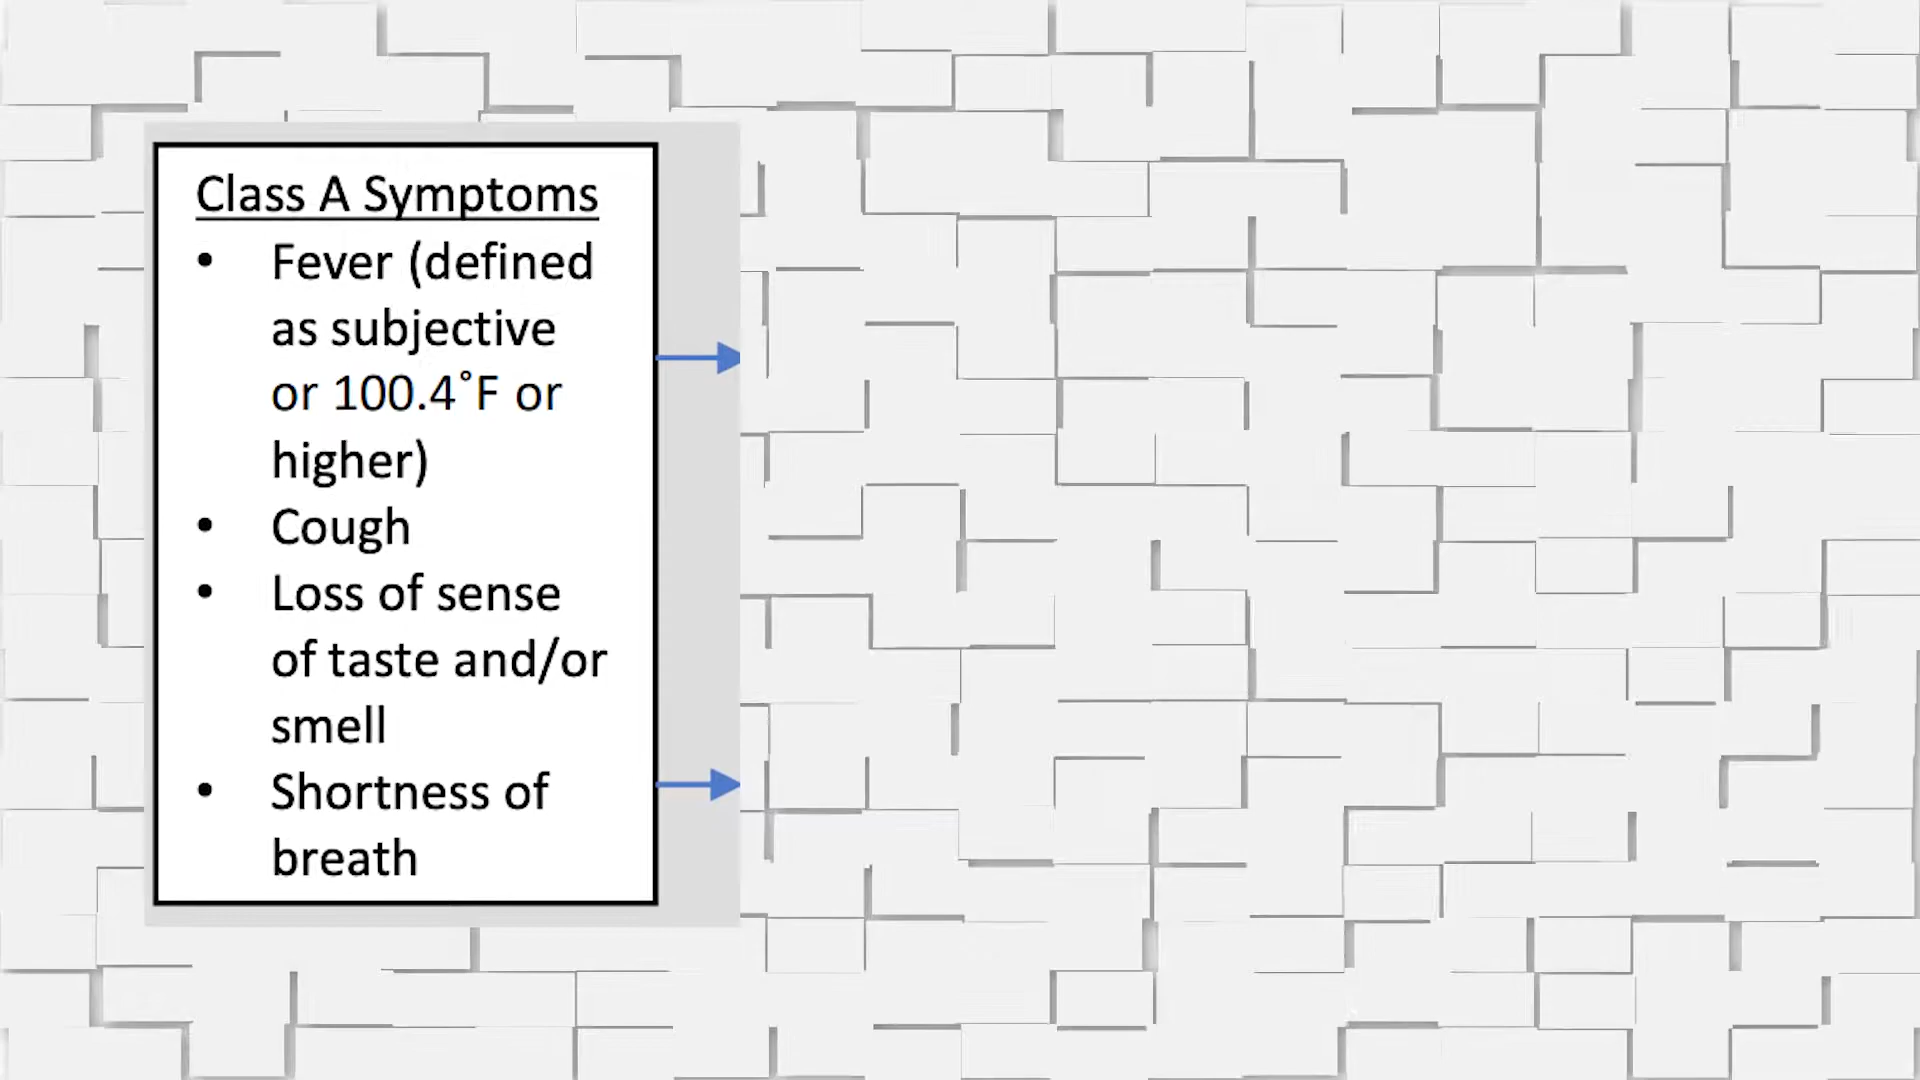 Class A Symptoms
• Fever (defined
as subjective
or 100.4˚F or
higher)
• Cough
• Loss of sense
of taste and/or
smell
• Shortness of
breath